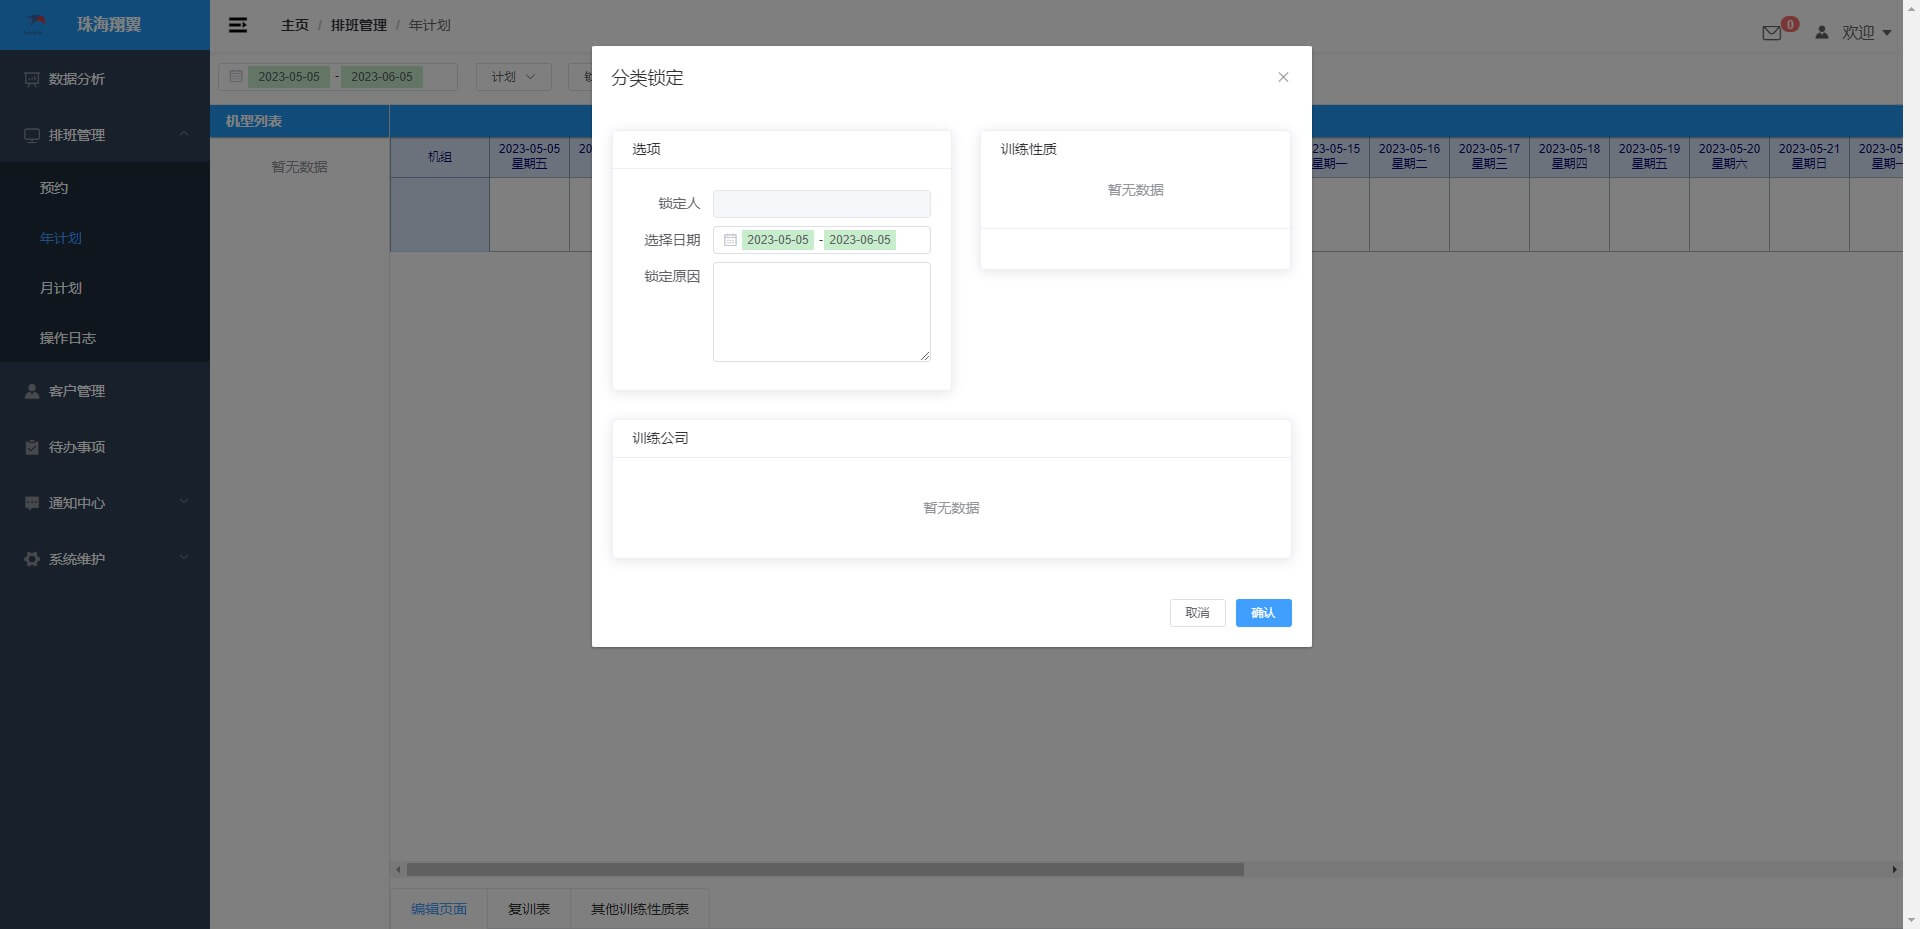 珠海翔翼
主页 / 排班管理 / 年计划
0
欢迎
数据分析
排班管理
预约
年计划
月计划
操作日志
客户管理
待办事项
通知中心
系统维护
2023-05-05 - 2023-06-05
计划
机型列表
暂无数据
机组
2023-05-05
星期五
20
23-05-15
星期一
2023-05-16
星期二
2023-05-17
星期三
2023-05-18
星期四
2023-05-19
星期五
2023-05-20
星期六
2023-05-21
星期日
2023-05
星期一
分类锁定
选项
锁定人
选择日期
2023-05-05 - 2023-06-05
锁定原因
训练性质
暂无数据
训练公司
暂无数据
取消
确认
编辑页面
复训表
其他训练性质表